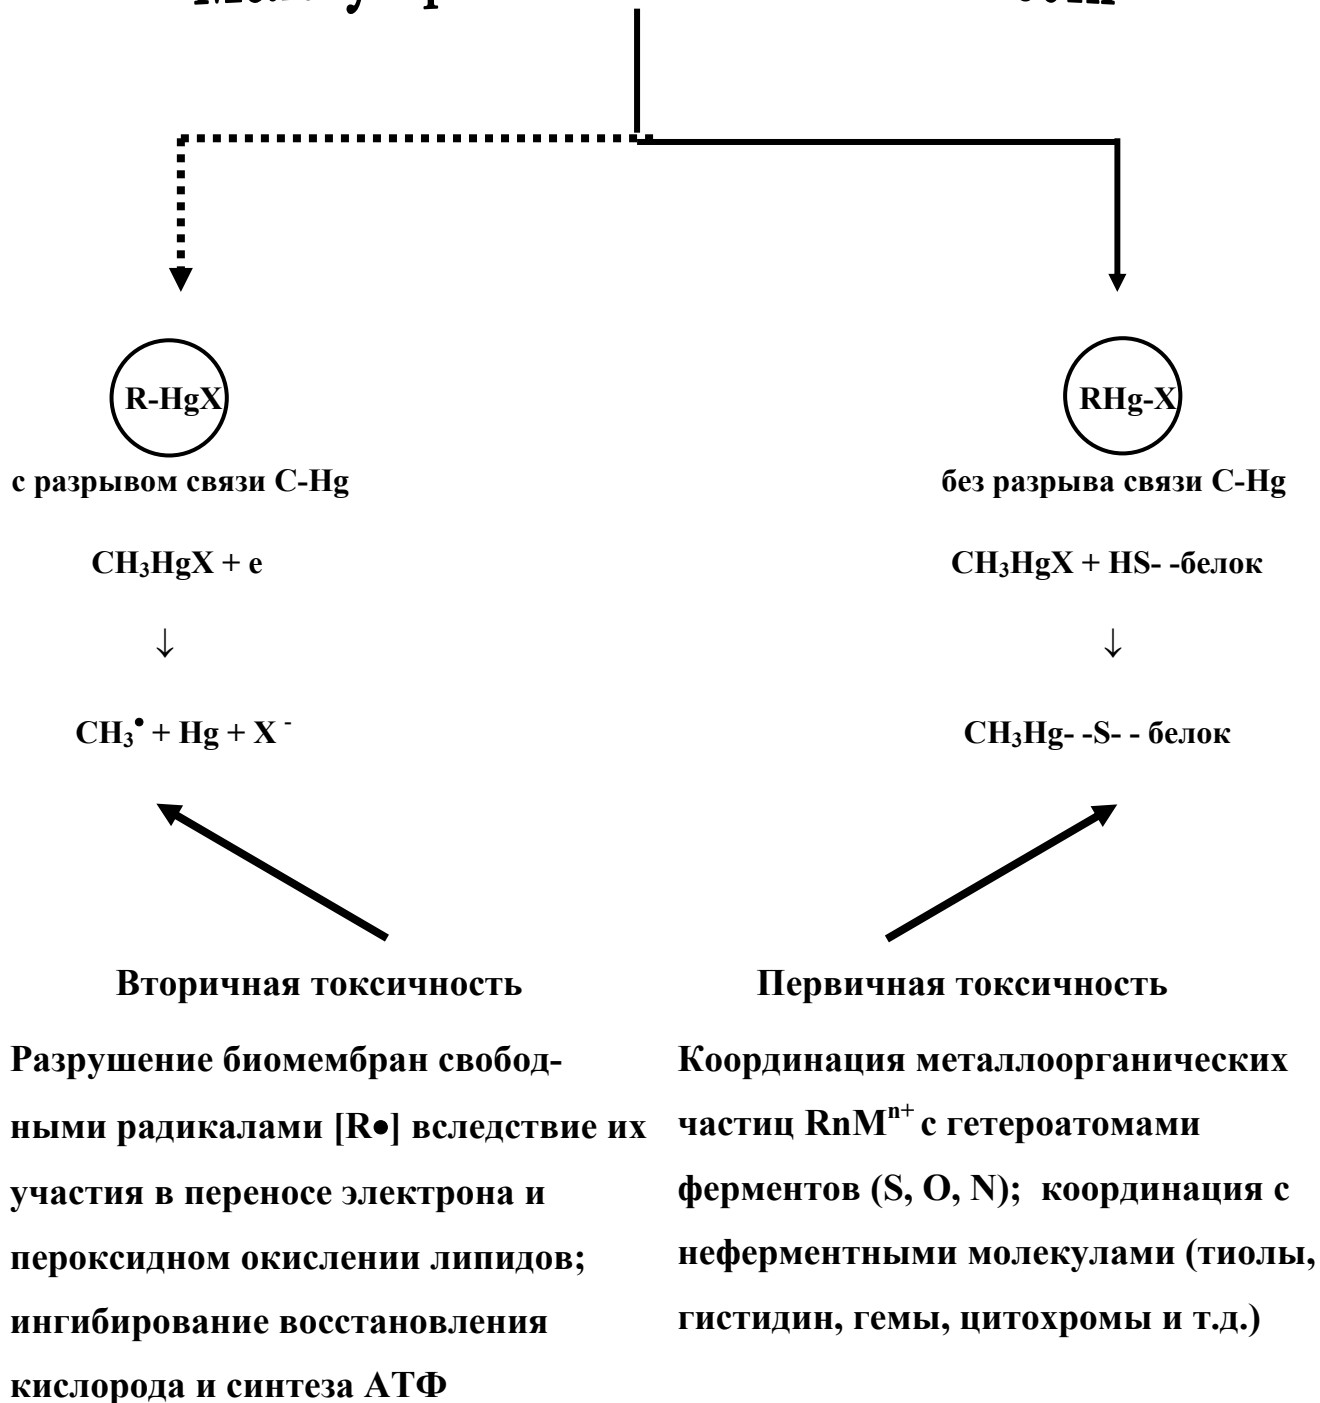 R-HgX
с разрывом связи C-Hg
CH₃HgX + e
↓
CH₃• + Hg + X ⁻
RHg-X
без разрыва связи C-Hg
CH₃HgX + HS- -белок
↓
CH₃Hg- -S- - белок
Вторичная токсичность
Разрушение биомембран свобод-
ными радикалами [R•] вследствие их
участия в переносе электрона и
пероксидном окислении липидов;
ингибирование восстановления
кислорода и синтеза АТФ
Первичная токсичность
Координация металлоорганических
частиц RnMⁿ⁺ с гетероатомами
ферментов (S, O, N); координация с
неферментными молекулами (тиолы,
гистидин, гемы, цитохромы и т.д.)